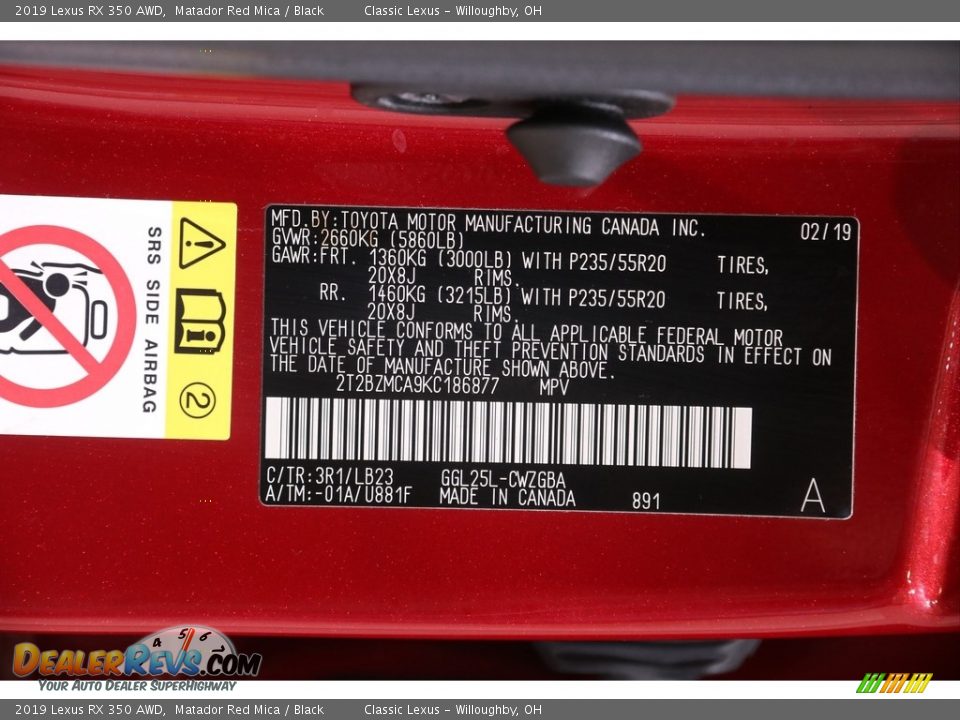 2019 Lexus RX 350 AWD, Matador Red Mica / Black Classic Lexus - Willoughby, OH
SRS SIDE AIRBAG
2
MFD.BY:TOYOTA MOTOR MANUFACTURING CANADA INC. 02/19
GVWR:2660KG (5860LB)
GAWR:FRT. 1360KG (3000LB) WITH P235/55R20 TIRES,
20X8J RIMS.
RR. 1460KG (3215LB) WITH P235/55R20 TIRES,
20X8J RIMS.
THIS VEHICLE CONFORMS TO ALL APPLICABLE FEDERAL MOTOR
VEHICLE SAFETY AND THEFT PREVENTION STANDARDS IN EFFECT ON
THE DATE OF MANUFACTURE SHOWN ABOVE.
2T2BZMCA9KC186877 MPV
C/TR:3R1/LB23 GGL25L-CWZGBA
A/TM:-01A/U881F MADE IN CANADA 891 A
4 5 6
DealerRevs.com
Your Auto Dealer SuperHighway
2019 Lexus RX 350 AWD, Matador Red Mica / Black Classic Lexus - Willoughby, OH